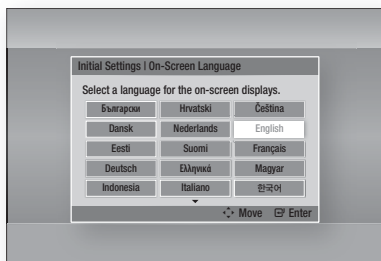 Initial Settings | On-Screen Language
Select a language for the on-screen displays.
Български Hrvatski Čeština
Dansk Nederlands English
Eesti Suomi Français
Deutsch Ελληνικά Magyar
Indonesia Italiano 한국어
Move Enter